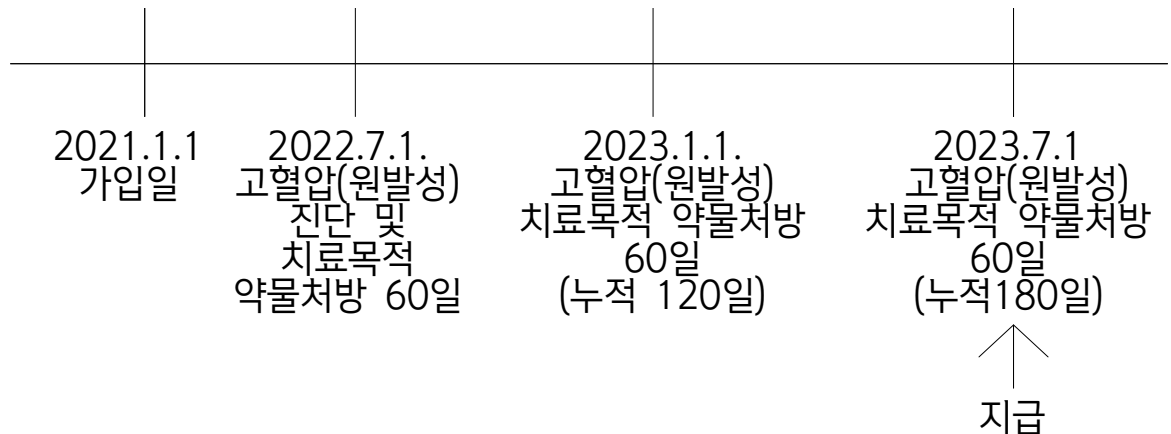 2021.1.1
가입일
2022.7.1.
고혈압(원발성)
진단 및
치료목적
약물처방 60일
2023.1.1.
고혈압(원발성)
치료목적 약물처방
60일
(누적 120일)
2023.7.1
고혈압(원발성)
치료목적 약물처방
60일
(누적180일)
지급